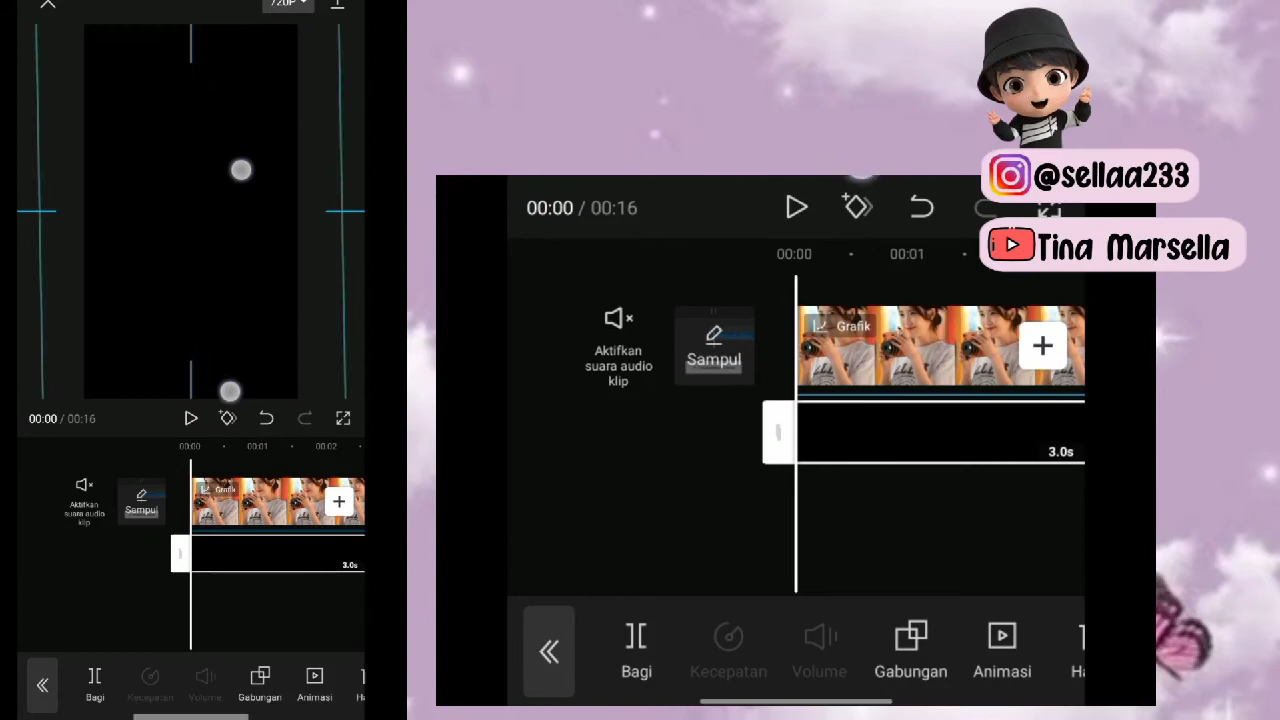 720P
00:00 / 00:16
00:00
00:01
00:02
Aktifkan
suara audio
klip
Sampul
Grafik
3.0s
Bagi
Kecepatan
Volume
Gabungan
Animasi
@sellaa233
Tina Marsella
00:00 / 00:16
00:00
00:01
Aktifkan
suara audio
klip
Sampul
Grafik
3.0s
Bagi
Kecepatan
Volume
Gabungan
Animasi